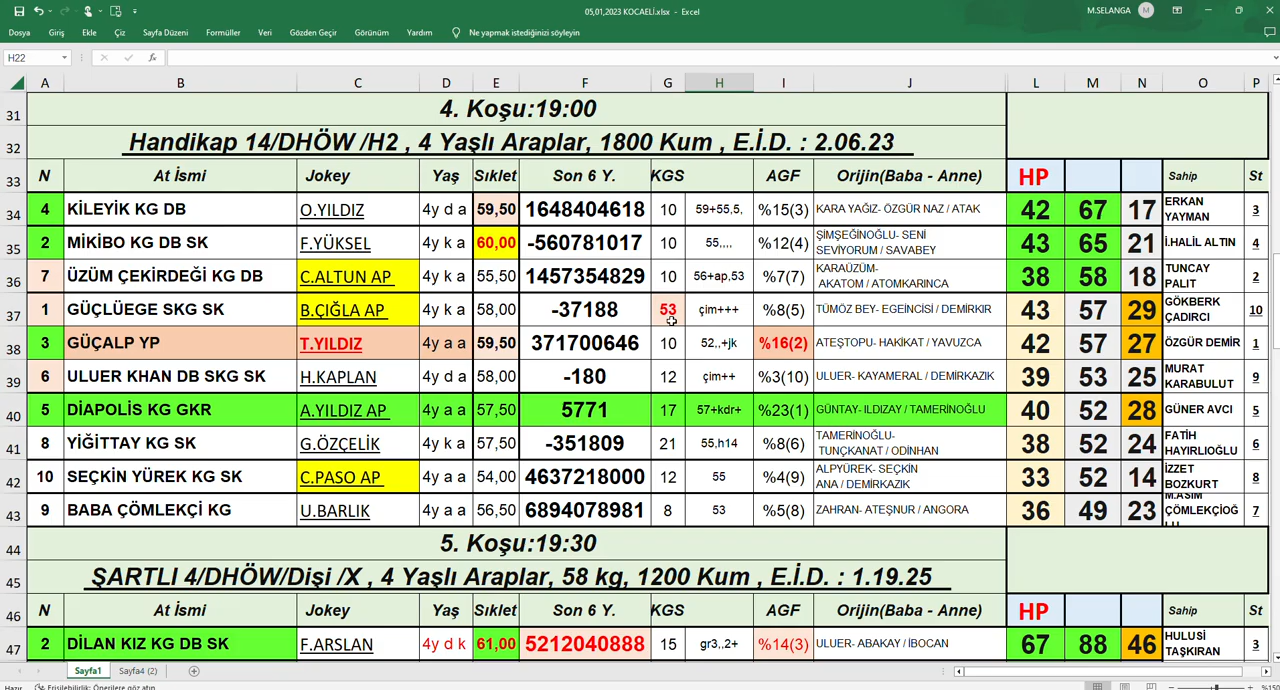 05,01,2023 KOCAELİ.xlsx - Excel
M.SELANGA M
Dosya Giriş Ekle Çiz Sayfa Düzeni Formüller Veri Gözden Geçir Görünüm Yardım Ne yapmak istediğinizi söyleyin
H22 fx
A B C D E F G H I J L M N O P
31 4. Koşu:19:00
32 Handikap 14/DHÖW /H2 , 4 Yaşlı Araplar, 1800 Kum , E.İ.D. : 2.06.23
33 N At İsmi Jokey Yaş Sıklet Son 6 Y. KGS AGF Orijin(Baba - Anne) HP Sahip St
34 4 KİLEYİK KG DB O.YILDIZ 4y d a 59,50 1648404618 10 59+55,5, %15(3) KARA YAĞIZ- ÖZGÜR NAZ / ATAK 42 67 17 ERKAN YAYMAN 3
35 2 MİKİBO KG DB SK F.YÜKSEL 4y k a 60,00 -560781017 10 55,,,, %12(4) ŞİMŞEĞİNOĞLU- SENİ SEVİYORUM / SAVABEY 43 65 21 İ.HALİL ALTIN 4
36 7 ÜZÜM ÇEKİRDEĞİ KG DB C.ALTUN AP 4y k a 55,50 1457354829 10 56+ap,53 %7(7) KARAÜZÜM- AKATOM / ATOMKARINCA 38 58 18 TUNCAY PALIT 2
37 1 GÜÇLÜEGE SKG SK B.ÇIĞLA AP 4y k a 58,00 -37188 53 çim+++ %8(5) TÜMÖZ BEY- EGEİNCİSİ / DEMİRKIR 43 57 29 GÖKBERK ÇADIRCI 10
38 3 GÜÇALP YP T.YILDIZ 4y a a 59,50 371700646 10 52,,+jk %16(2) ATEŞTOPU- HAKİKAT / YAVUZCA 42 57 27 ÖZGÜR DEMİR 1
39 6 ULUER KHAN DB SKG SK H.KAPLAN 4y d a 58,00 -180 12 çim++ %3(10) ULUER- KAYAMERAL / DEMİRKAZIK 39 53 25 MURAT KARABULUT 9
40 5 DİAPOLİS KG GKR A.YILDIZ AP 4y a a 57,50 5771 17 57+kdr+ %23(1) GÜNTAY- ILDIZAY / TAMERİNOĞLU 40 52 28 GÜNER AVCI 5
41 8 YİĞİTTAY KG SK G.ÖZÇELİK 4y k a 57,50 -351809 21 55,h14 %8(6) TAMERİNOĞLU- TUNÇKANAT / ODİNHAN 38 52 24 FATİH HAYIRLIOĞLU 6
42 10 SEÇKİN YÜREK KG SK C.PASO AP 4y a a 54,00 4637218000 12 55 %4(9) ALPYÜREK- SEÇKİN ANA / DEMİRKAZIK 33 52 14 İZZET BOZKURT 8
43 9 BABA ÇÖMLEKÇİ KG U.BARLIK 4y a a 56,50 6894078981 8 53 %5(8) ZAHRAN- ATEŞNUR / ANGORA 36 49 23 M.ASIM ÇÖMLEKÇİOĞLU 7
44 5. Koşu:19:30
45 ŞARTLI 4/DHÖW/Dişi /X , 4 Yaşlı Araplar, 58 kg, 1200 Kum , E.İ.D. : 1.19.25
46 N At İsmi Jokey Yaş Sıklet Son 6 Y. KGS AGF Orijin(Baba - Anne) HP Sahip St
47 2 DİLAN KIZ KG DB SK F.ARSLAN 4y d k 61,00 5212040888 15 gr3,,2+ %14(3) ULUER- ABAKAY / İBOCAN 67 88 46 HULUSİ TAŞKIRAN 3
Sayfa1 Sayfa4 (2)
Hazır Erişilebilirlik: Önerilere göz atın %150